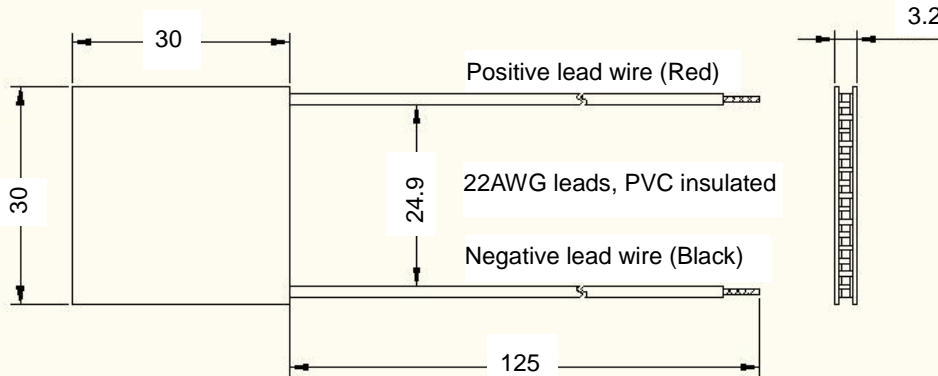 30
3.2
Positive lead wire (Red)
30
24.9
22AWG leads, PVC insulated
Negative lead wire (Black)
125